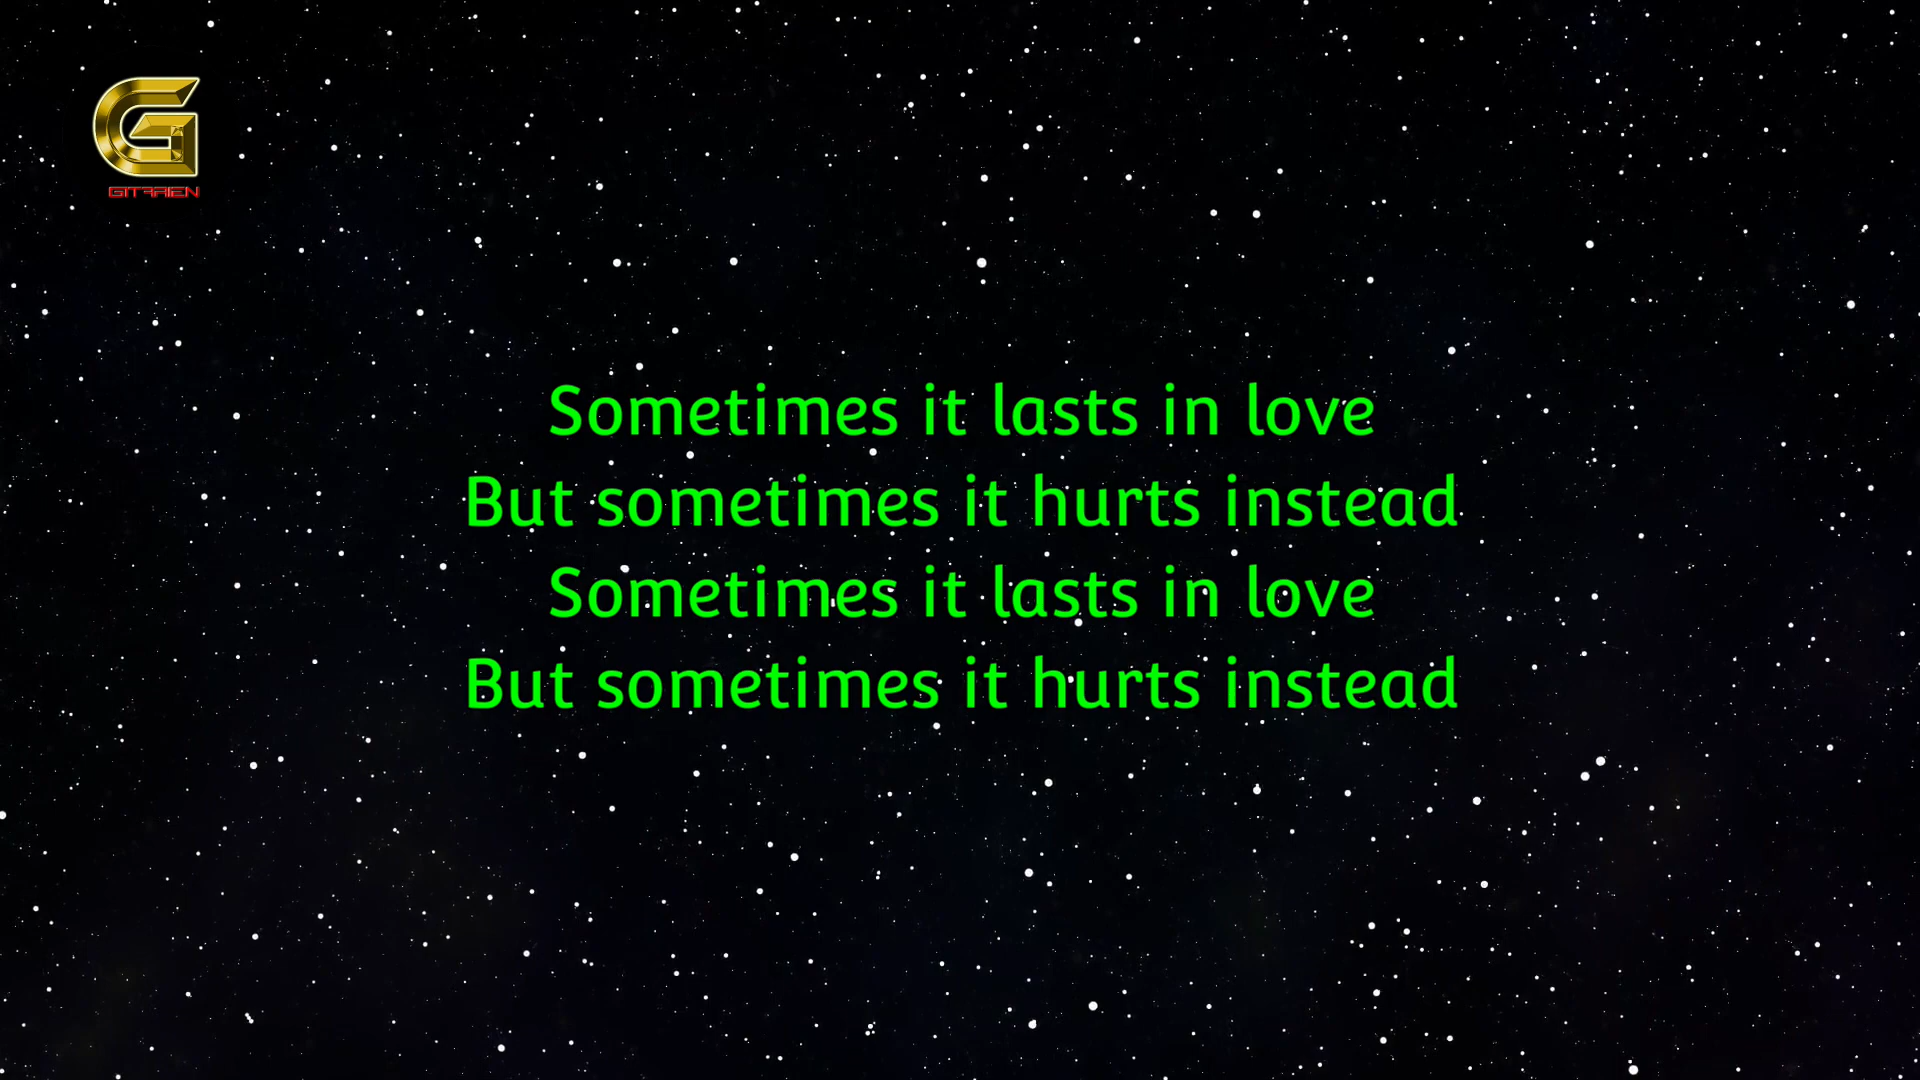 GITRRIEN
Sometimes it lasts in love
But sometimes it hurts instead
Sometimes it lasts in love
But sometimes it hurts instead